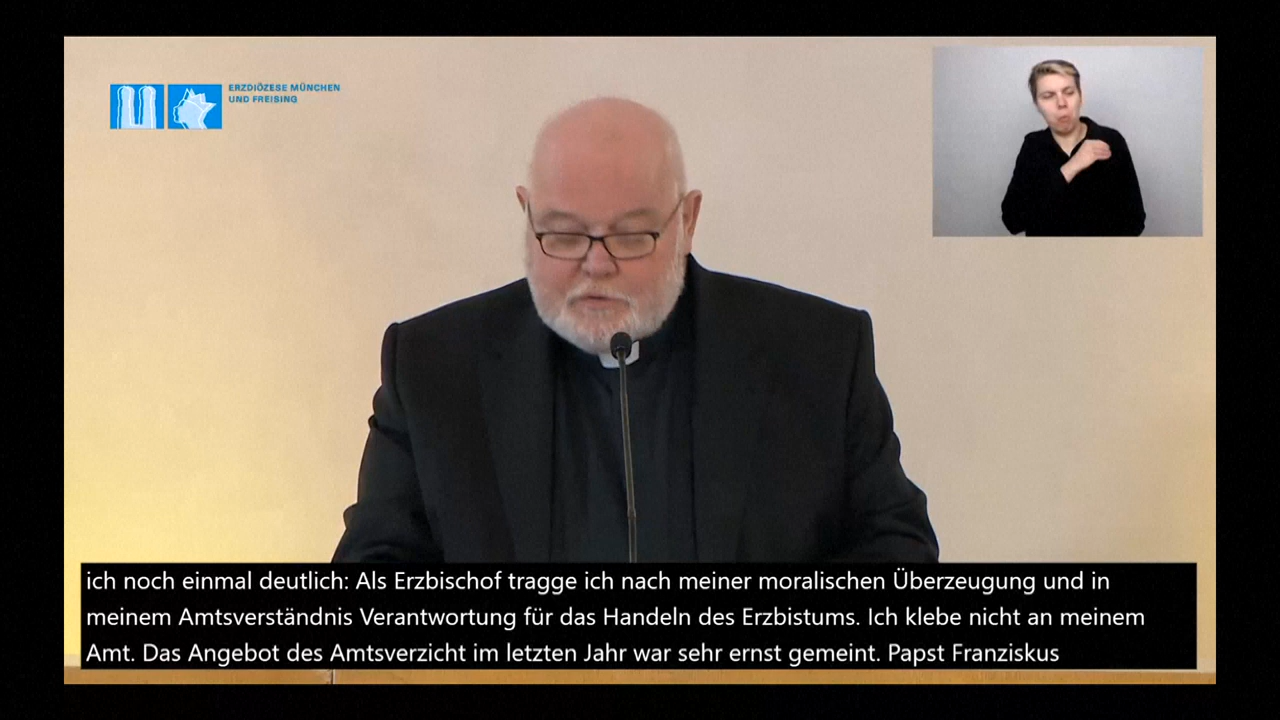 ERZDIÖZESE MÜNCHEN
UND FREISING
ich noch einmal deutlich: Als Erzbischof tragge ich nach meiner moralischen Überzeugung und in
meinem Amtsverständnis Verantwortung für das Handeln des Erzbistums. Ich klebe nicht an meinem
Amt. Das Angebot des Amtsverzicht im letzten Jahr war sehr ernst gemeint. Papst Franziskus